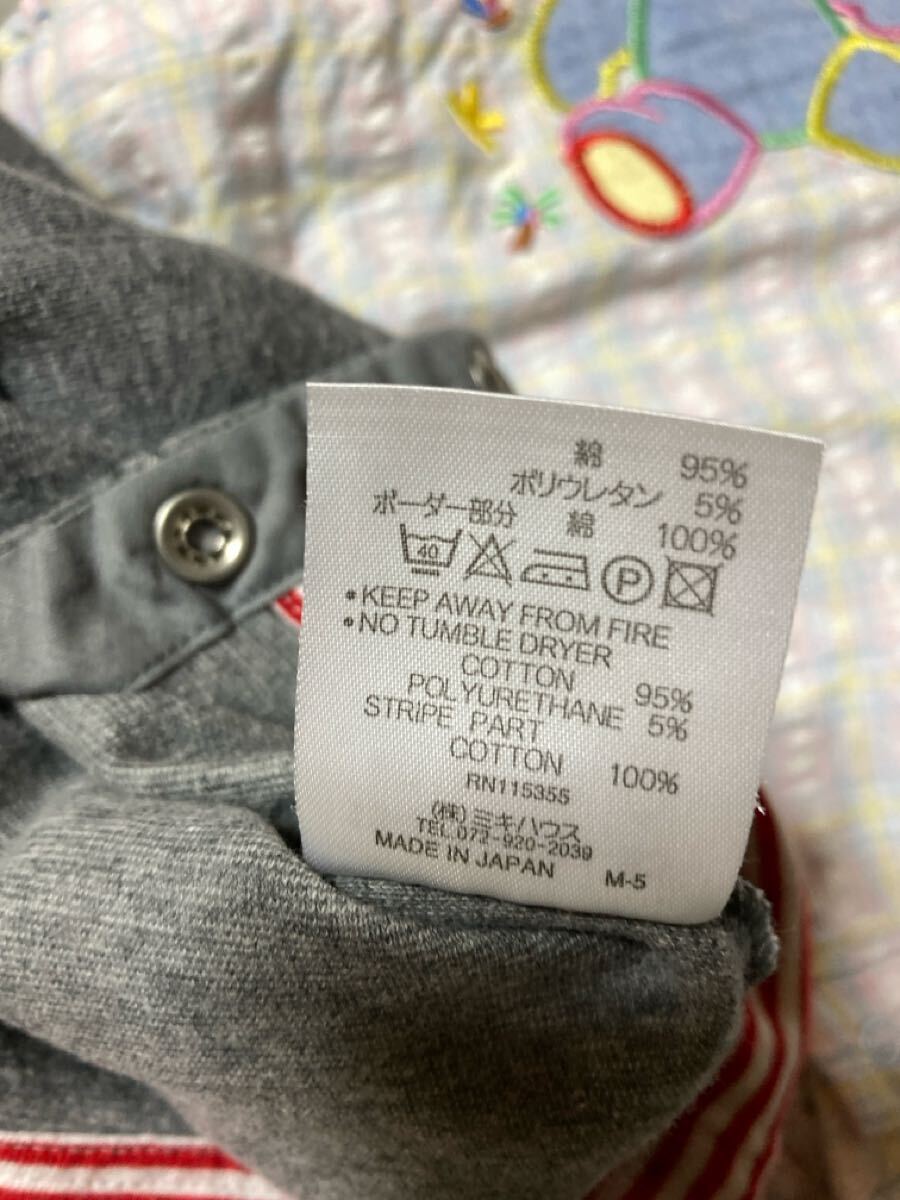 綿 95%
ポリウレタン 5%
ボーダー部分 綿 100%
40 P
•KEEP AWAY FROM FIRE
•NO TUMBLE DRYER
COTTON 95%
POLYURETHANE 5%
STRIPE PART
COTTON 100%
RN115355
(株)ミキハウス
TEL.072-920-2039
MADE IN JAPAN M-5